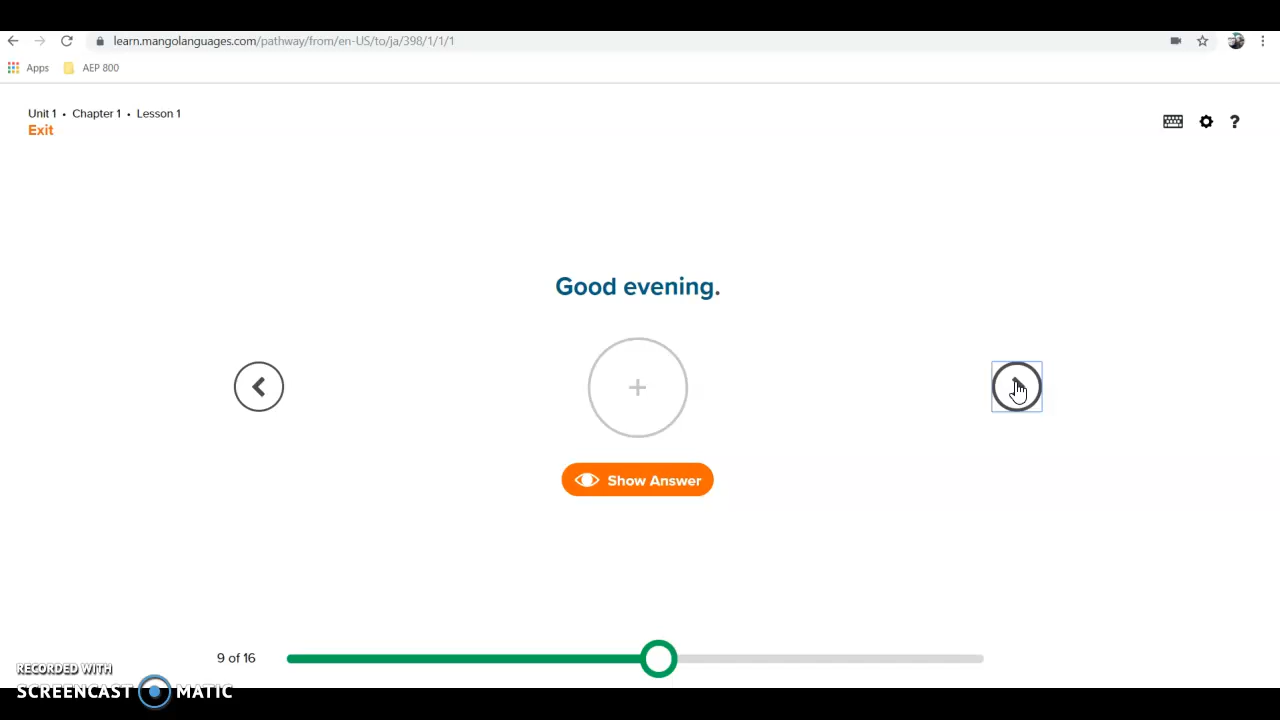 learn.mangolanguages.com/pathway/from/en-US/to/ja/398/1/1/1
Apps
AEP 800
Unit 1 • Chapter 1 • Lesson 1
Exit
?
Good evening.
+
Show Answer
9 of 16
RECORDED WITH
SCREENCAST MATIC